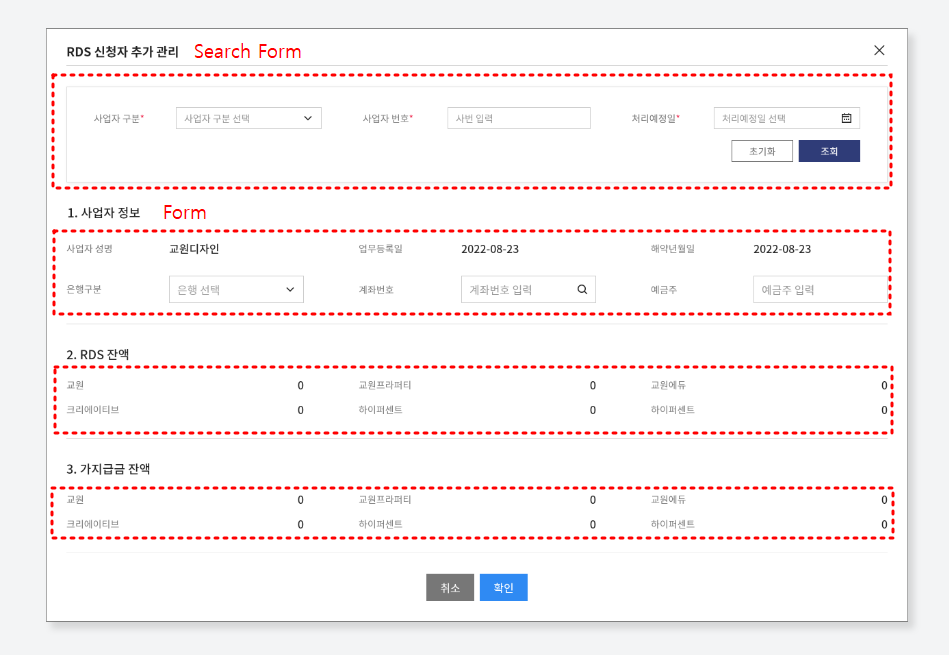 RDS 신청자 추가 관리 Search Form
사업자 구분* 사업자 구분 선택 사업자 번호* 사번 입력 처리예정일* 처리예정일 선택
초기화 조회
1. 사업자 정보 Form
사업자 성명 교원디자인 업무등록일 2022-08-23 해약년월일 2022-08-23
은행구분 은행 선택 계좌번호 계좌번호 입력 예금주 예금주 입력
2. RDS 잔액
교원 0 교원프라퍼티 0 교원에듀 0
크리에이티브 0 하이퍼센트 0 하이퍼센트 0
3. 가지급금 잔액
교원 0 교원프라퍼티 0 교원에듀 0
크리에이티브 0 하이퍼센트 0 하이퍼센트 0
취소 확인